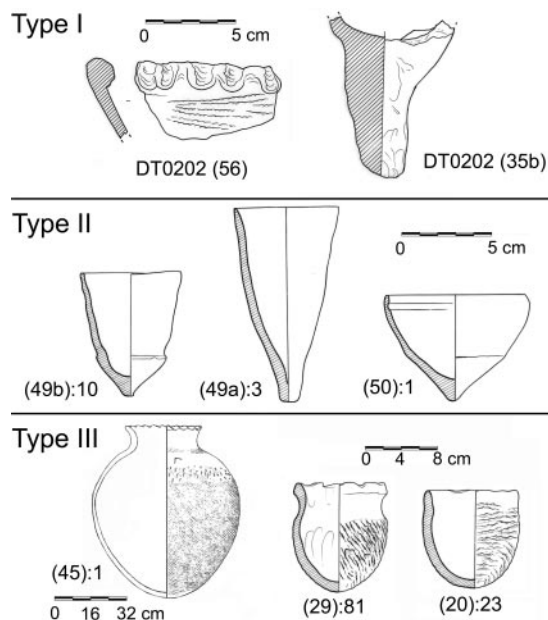 Type I
0 5 cm
DT0202 (56)
DT0202 (35b)
Type II
0 5 cm
(49b):10
(49a):3
(50):1
Type III
0 4 8 cm
(45):1
(29):81
(20):23
0 16 32 cm